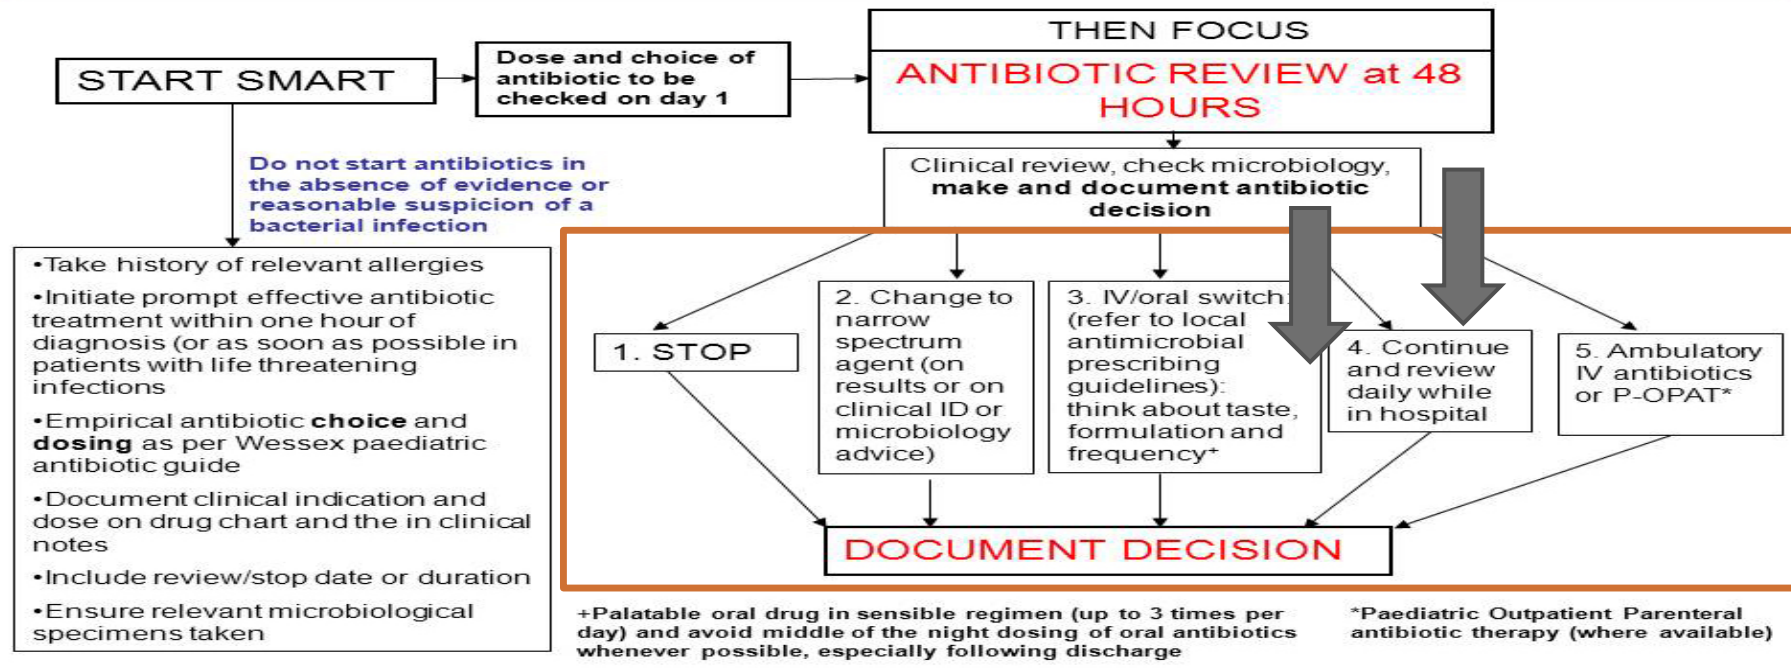 START SMART
Dose and choice of
antibiotic to be
checked on day 1
THEN FOCUS
ANTIBIOTIC REVIEW at 48
HOURS
Do not start antibiotics in
the absence of evidence or
reasonable suspicion of a
bacterial infection
Clinical review, check microbiology,
make and document antibiotic
decision
•Take history of relevant allergies
•Initiate prompt effective antibiotic
treatment within one hour of
diagnosis (or as soon as possible in
patients with life threatening
infections
•Empirical antibiotic choice and
dosing as per Wessex paediatric
antibiotic guide
•Document clinical indication and
dose on drug chart and the in clinical
notes
•Include review/stop date or duration
•Ensure relevant microbiological
specimens taken
1. STOP
2. Change to
narrow
spectrum
agent (on
results or on
clinical ID or
microbiology
advice)
3. IV/oral switch:
(refer to local
antimicrobial
prescribing
guidelines):
think about taste,
formulation and
frequency+
4. Continue
and review
daily while
in hospital
5. Ambulatory
IV antibiotics
or P-OPAT*
DOCUMENT DECISION
+Palatable oral drug in sensible regimen (up to 3 times per
day) and avoid middle of the night dosing of oral antibiotics
whenever possible, especially following discharge
*Paediatric Outpatient Parenteral
antibiotic therapy (where available)